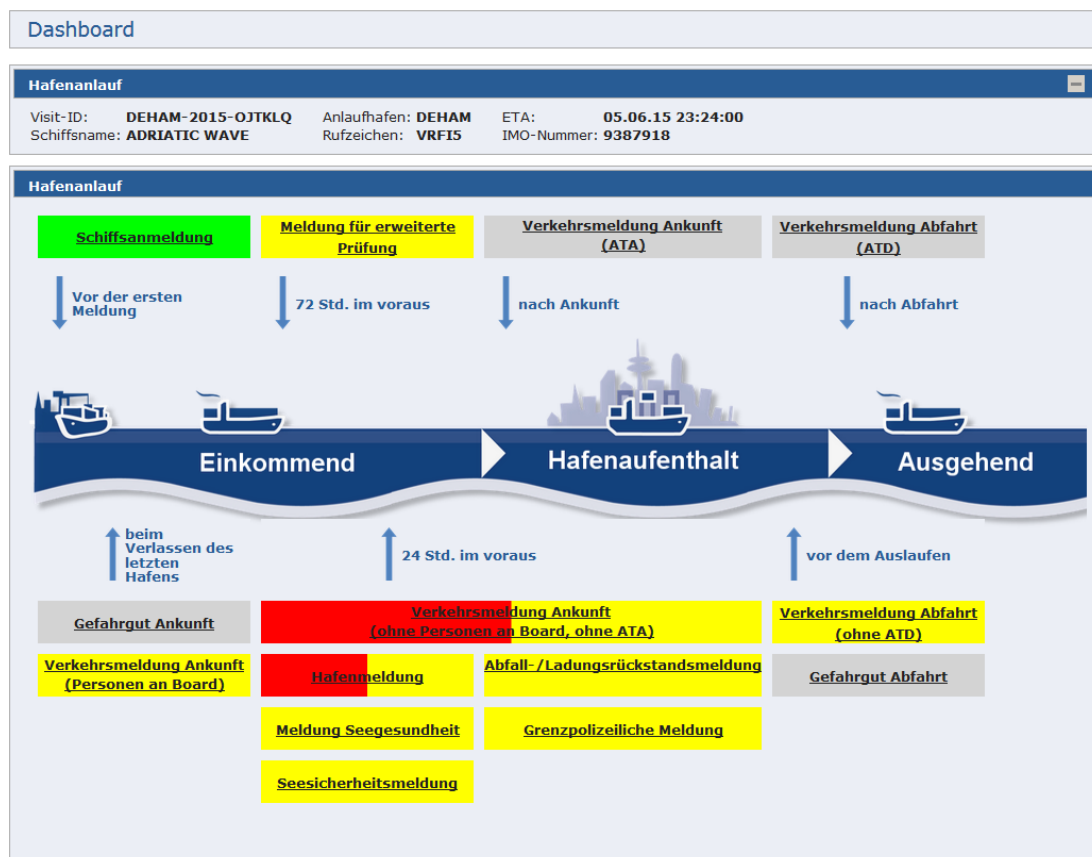 Dashboard
Hafenanlauf
Visit-ID: DEHAM-2015-OJTKLQ Anlaufhafen: DEHAM ETA: 05.06.15 23:24:00
Schiffsname: ADRIATIC WAVE Rufzeichen: VRFI5 IMO-Nummer: 9387918
Hafenanlauf
Schiffsanmeldung
Meldung für erweiterte
Prüfung
Verkehrsmeldung Ankunft
(ATA)
Verkehrsmeldung Abfahrt
(ATD)
Vor der ersten
Meldung
72 Std. im voraus
nach Ankunft
nach Abfahrt
Einkommend
Hafenaufenthalt
Ausgehend
beim
Verlassen des
letzten
Hafens
24 Std. im voraus
vor dem Auslaufen
Gefahrgut Ankunft
Verkehrsmeldung Ankunft
(ohne Personen an Board, ohne ATA)
Verkehrsmeldung Abfahrt
(ohne ATD)
Verkehrsmeldung Ankunft
(Personen an Board)
Hafenmeldung
Abfall-/Ladungsrückstandsmeldung
Gefahrgut Abfahrt
Meldung Seegesundheit
Grenzpolizeiliche Meldung
Seesicherheitsmeldung